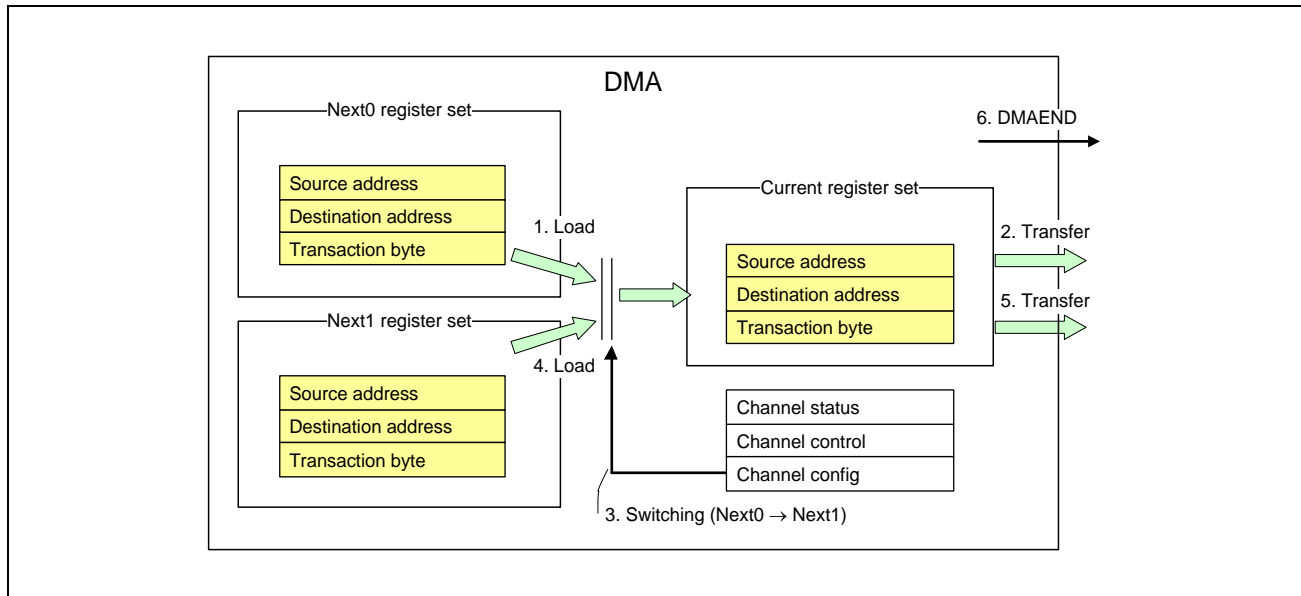 DMA
Next0 register set
Source address
Destination address
Transaction byte
1. Load
Next1 register set
Source address
Destination address
Transaction byte
4. Load
3. Switching (Next0 → Next1)
Current register set
Source address
Destination address
Transaction byte
Channel status
Channel control
Channel config
6. DMAEND
2. Transfer
5. Transfer